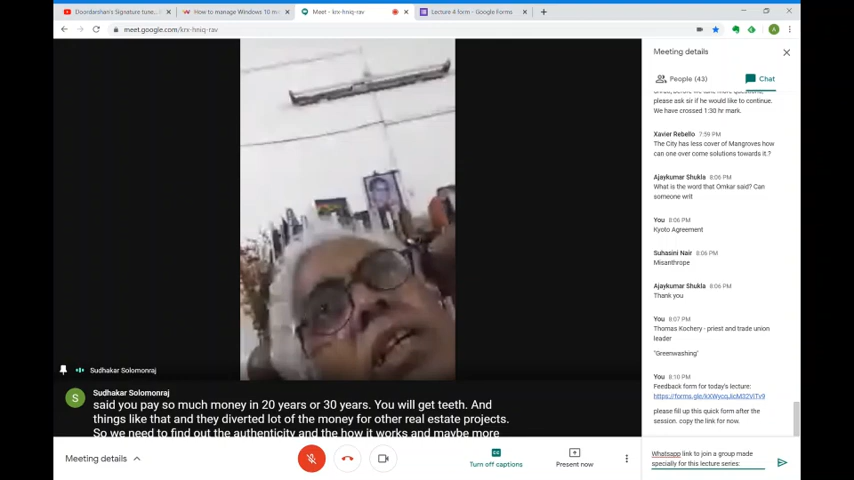 Doordarshan's Signature tune...
How to manage Windows 10 m
Meet - krx-hniq-rav
Lecture 4 form - Google Forms
meet.google.com/krx-hniq-rav
Meeting details
People (43)
Chat
please ask sir if he would like to continue.
We have crossed 1:30 hr mark.
Xavier Rebello 7:59 PM
The City has less cover of Mangroves how
can one over come solutions towards it.?
Ajaykumar Shukla 8:06 PM
What is the word that Omkar said? Can
someone writ
You 8:06 PM
Kyoto Agreement
Suhasini Nair 8:06 PM
Misanthrope
Ajaykumar Shukla 8:06 PM
Thank you
You 8:07 PM
Thomas Kochery - priest and trade union
leader
"Greenwashing"
You 8:10 PM
Feedback form for today's lecture:
please fill up this quick form after the
session. copy the link for now.
Whatsapp link to join a group made
specially for this lecture series:
Sudhakar Solomonraj
S
Sudhakar Solomonraj
said you pay so much money in 20 years or 30 years. You will get teeth. And
things like that and they diverted lot of the money for other real estate projects.
So we need to find out the authenticity and the how it works and maybe more
Meeting details
Turn off captions
Present now